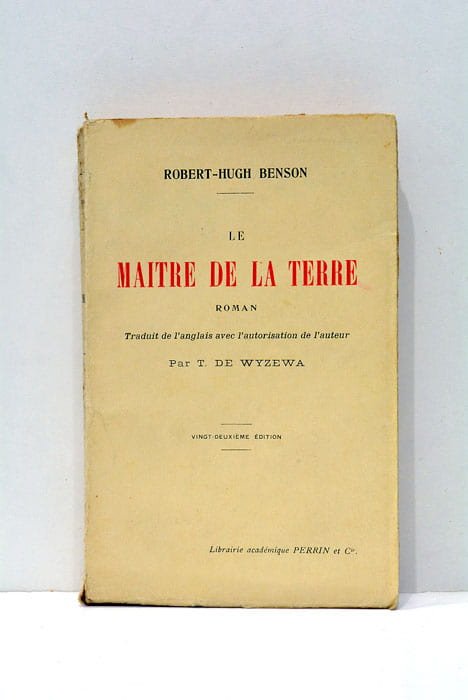 ROBERT-HUGH BENSON
LE
MAITRE DE LA TERRE
ROMAN
Traduit de l'anglais avec l'autorisation de l'auteur
Par T. DE WYZEWA
VINGT-DEUXIÈME ÉDITION
Librairie académique PERRIN et Cie.